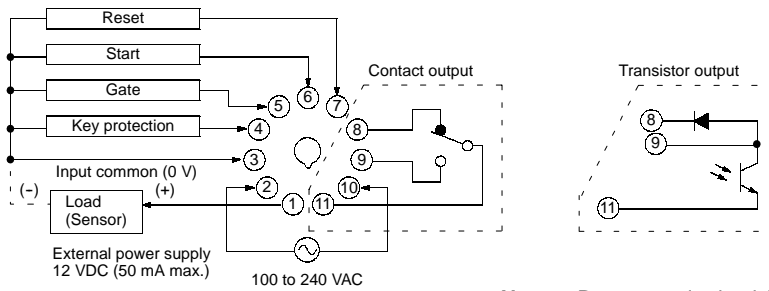 Reset
Start
Gate
Key protection
Contact output
Transistor output
6
5
7
4
8
3
9
2
10
1
11
8
9
11
Input common (0 V)
(−)
(+)
Load
(Sensor)
External power supply
12 VDC (50 mA max.)
100 to 240 VAC